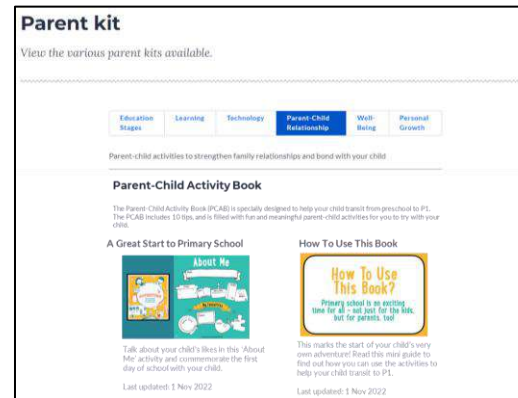 Parent kit
View the various parent kits available.
Education Stages
Learning
Technology
Parent-Child Relationship
Well-Being
Personal Growth
Parent-child activities to strengthen family relationships and bond with your child
Parent-Child Activity Book
The Parent-Child Activity Book (PCAB) is specially designed to help your child transit from preschool to P1.
The PCAB includes 10 tips, and is filled with fun and meaningful parent-child activities for you to try with your
child.
A Great Start to Primary School
About Me
Talk about your child's likes in this 'About
Me' activity and commemorate the first
day of school with your child.
Last updated: 1 Nov 2022
How To Use This Book
How To Use
This Book?
Primary school is an exciting
time for all – not just for the kids,
but for parents, too!
This marks the start of your child's very
own adventure! Read this mini guide to
find out how you can use the activities to
help your child transit to P1.
Last updated: 1 Nov 2022